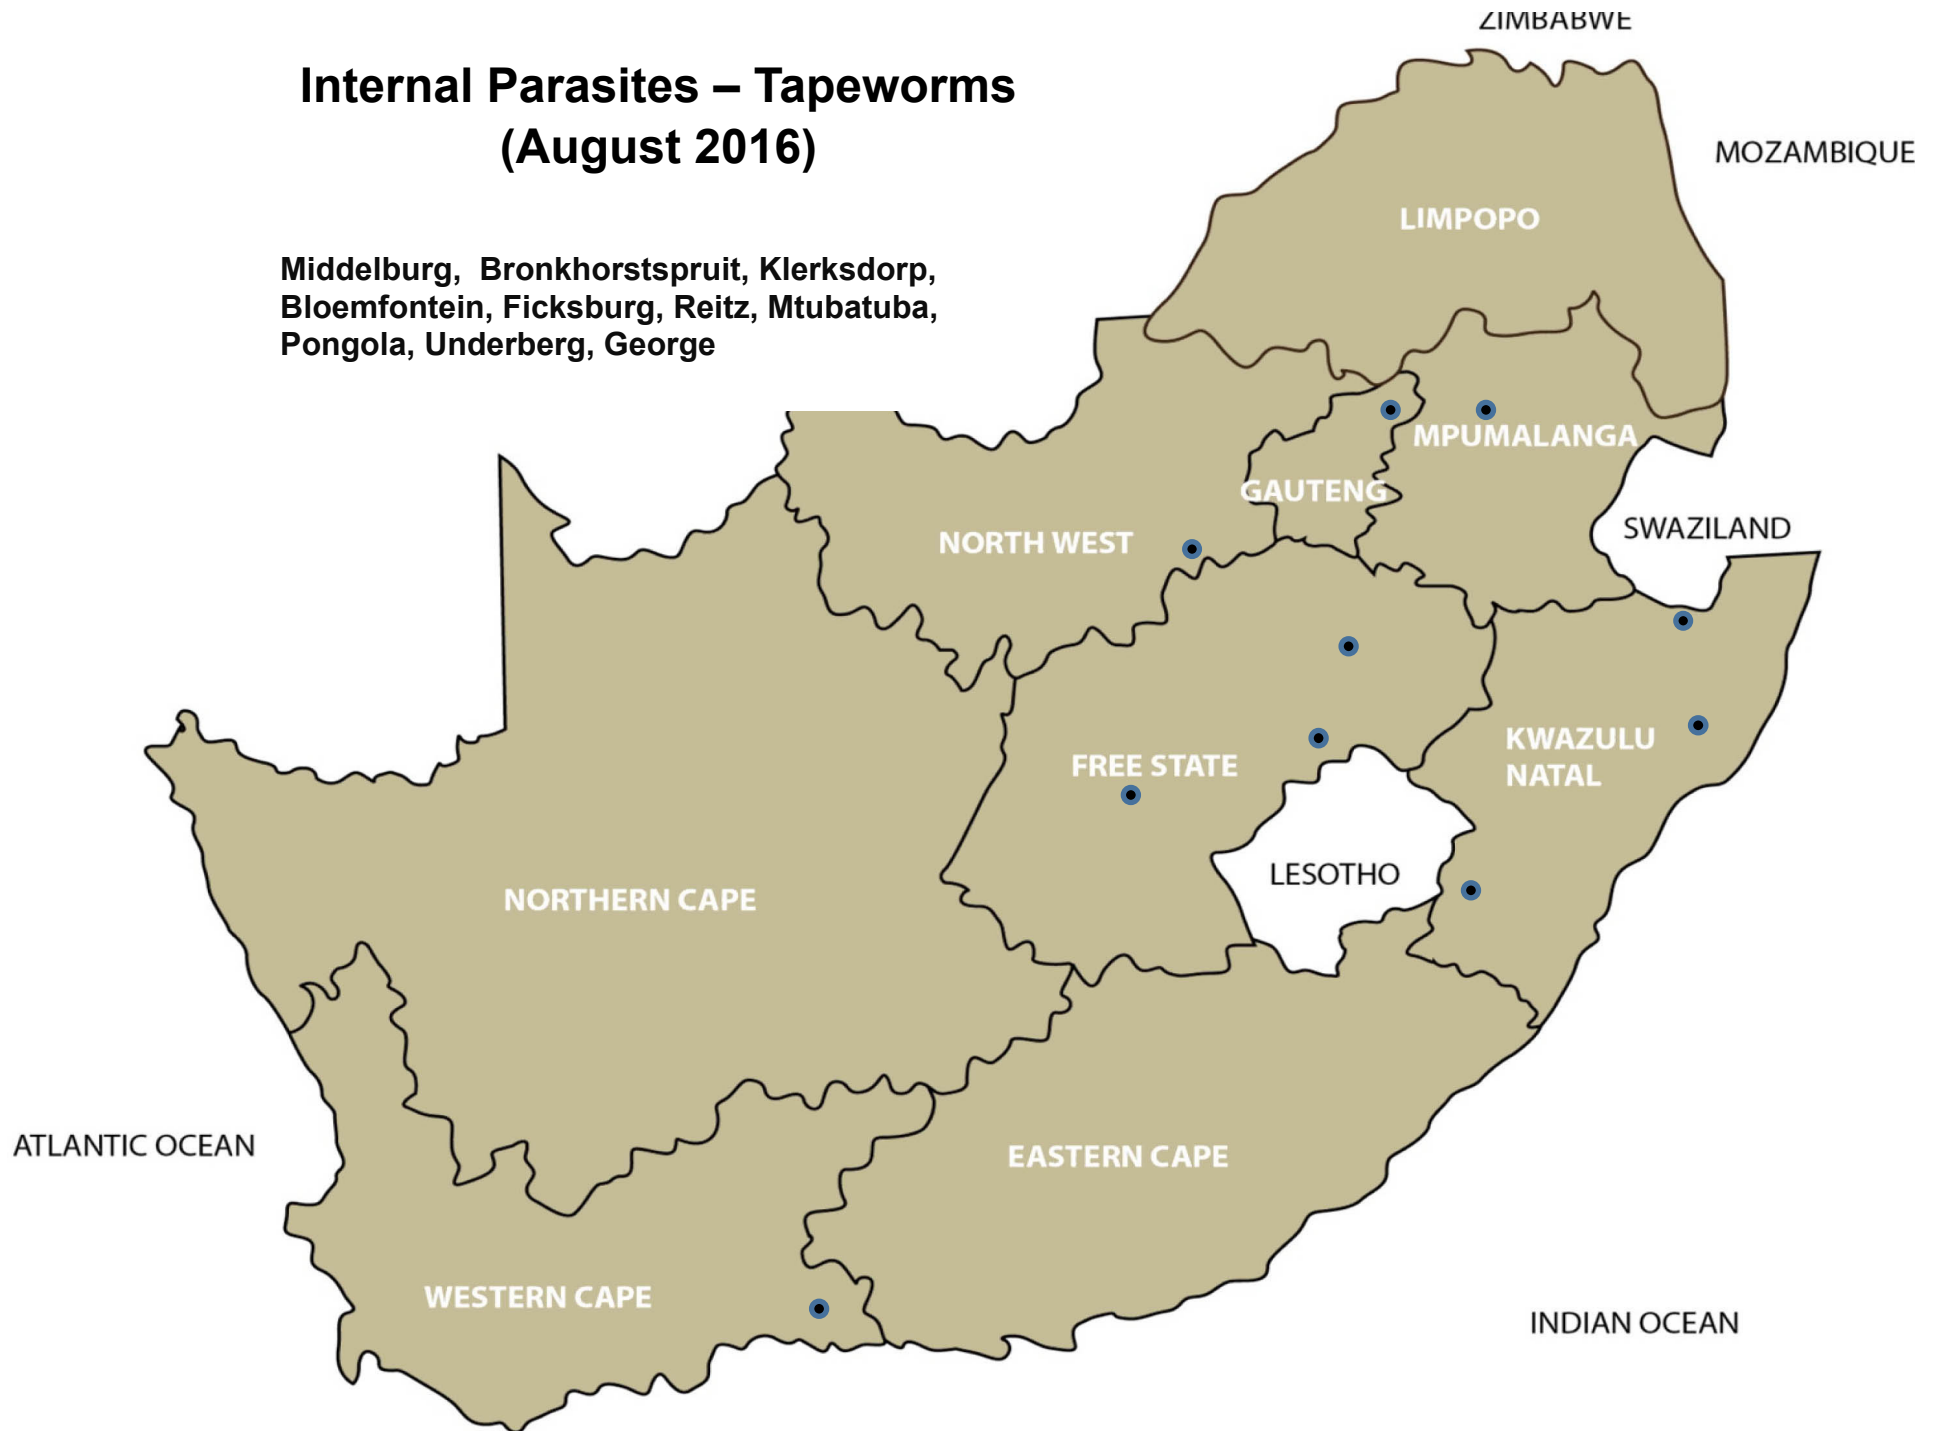 ZIMBABWE
Internal Parasites – Tapeworms
(August 2016)
MOZAMBIQUE
LIMPOPO
Middelburg,  Bronkhorstspruit, Klerksdorp,
Bloemfontein, Ficksburg, Reitz, Mtubatuba,
Pongola, Underberg, George
MPUMALANGA
GAUTENG
SWAZILAND
NORTH WEST
KWAZULU
NATAL
FREE STATE
LESOTHO
NORTHERN CAPE
ATLANTIC OCEAN
EASTERN CAPE
WESTERN CAPE
INDIAN OCEAN